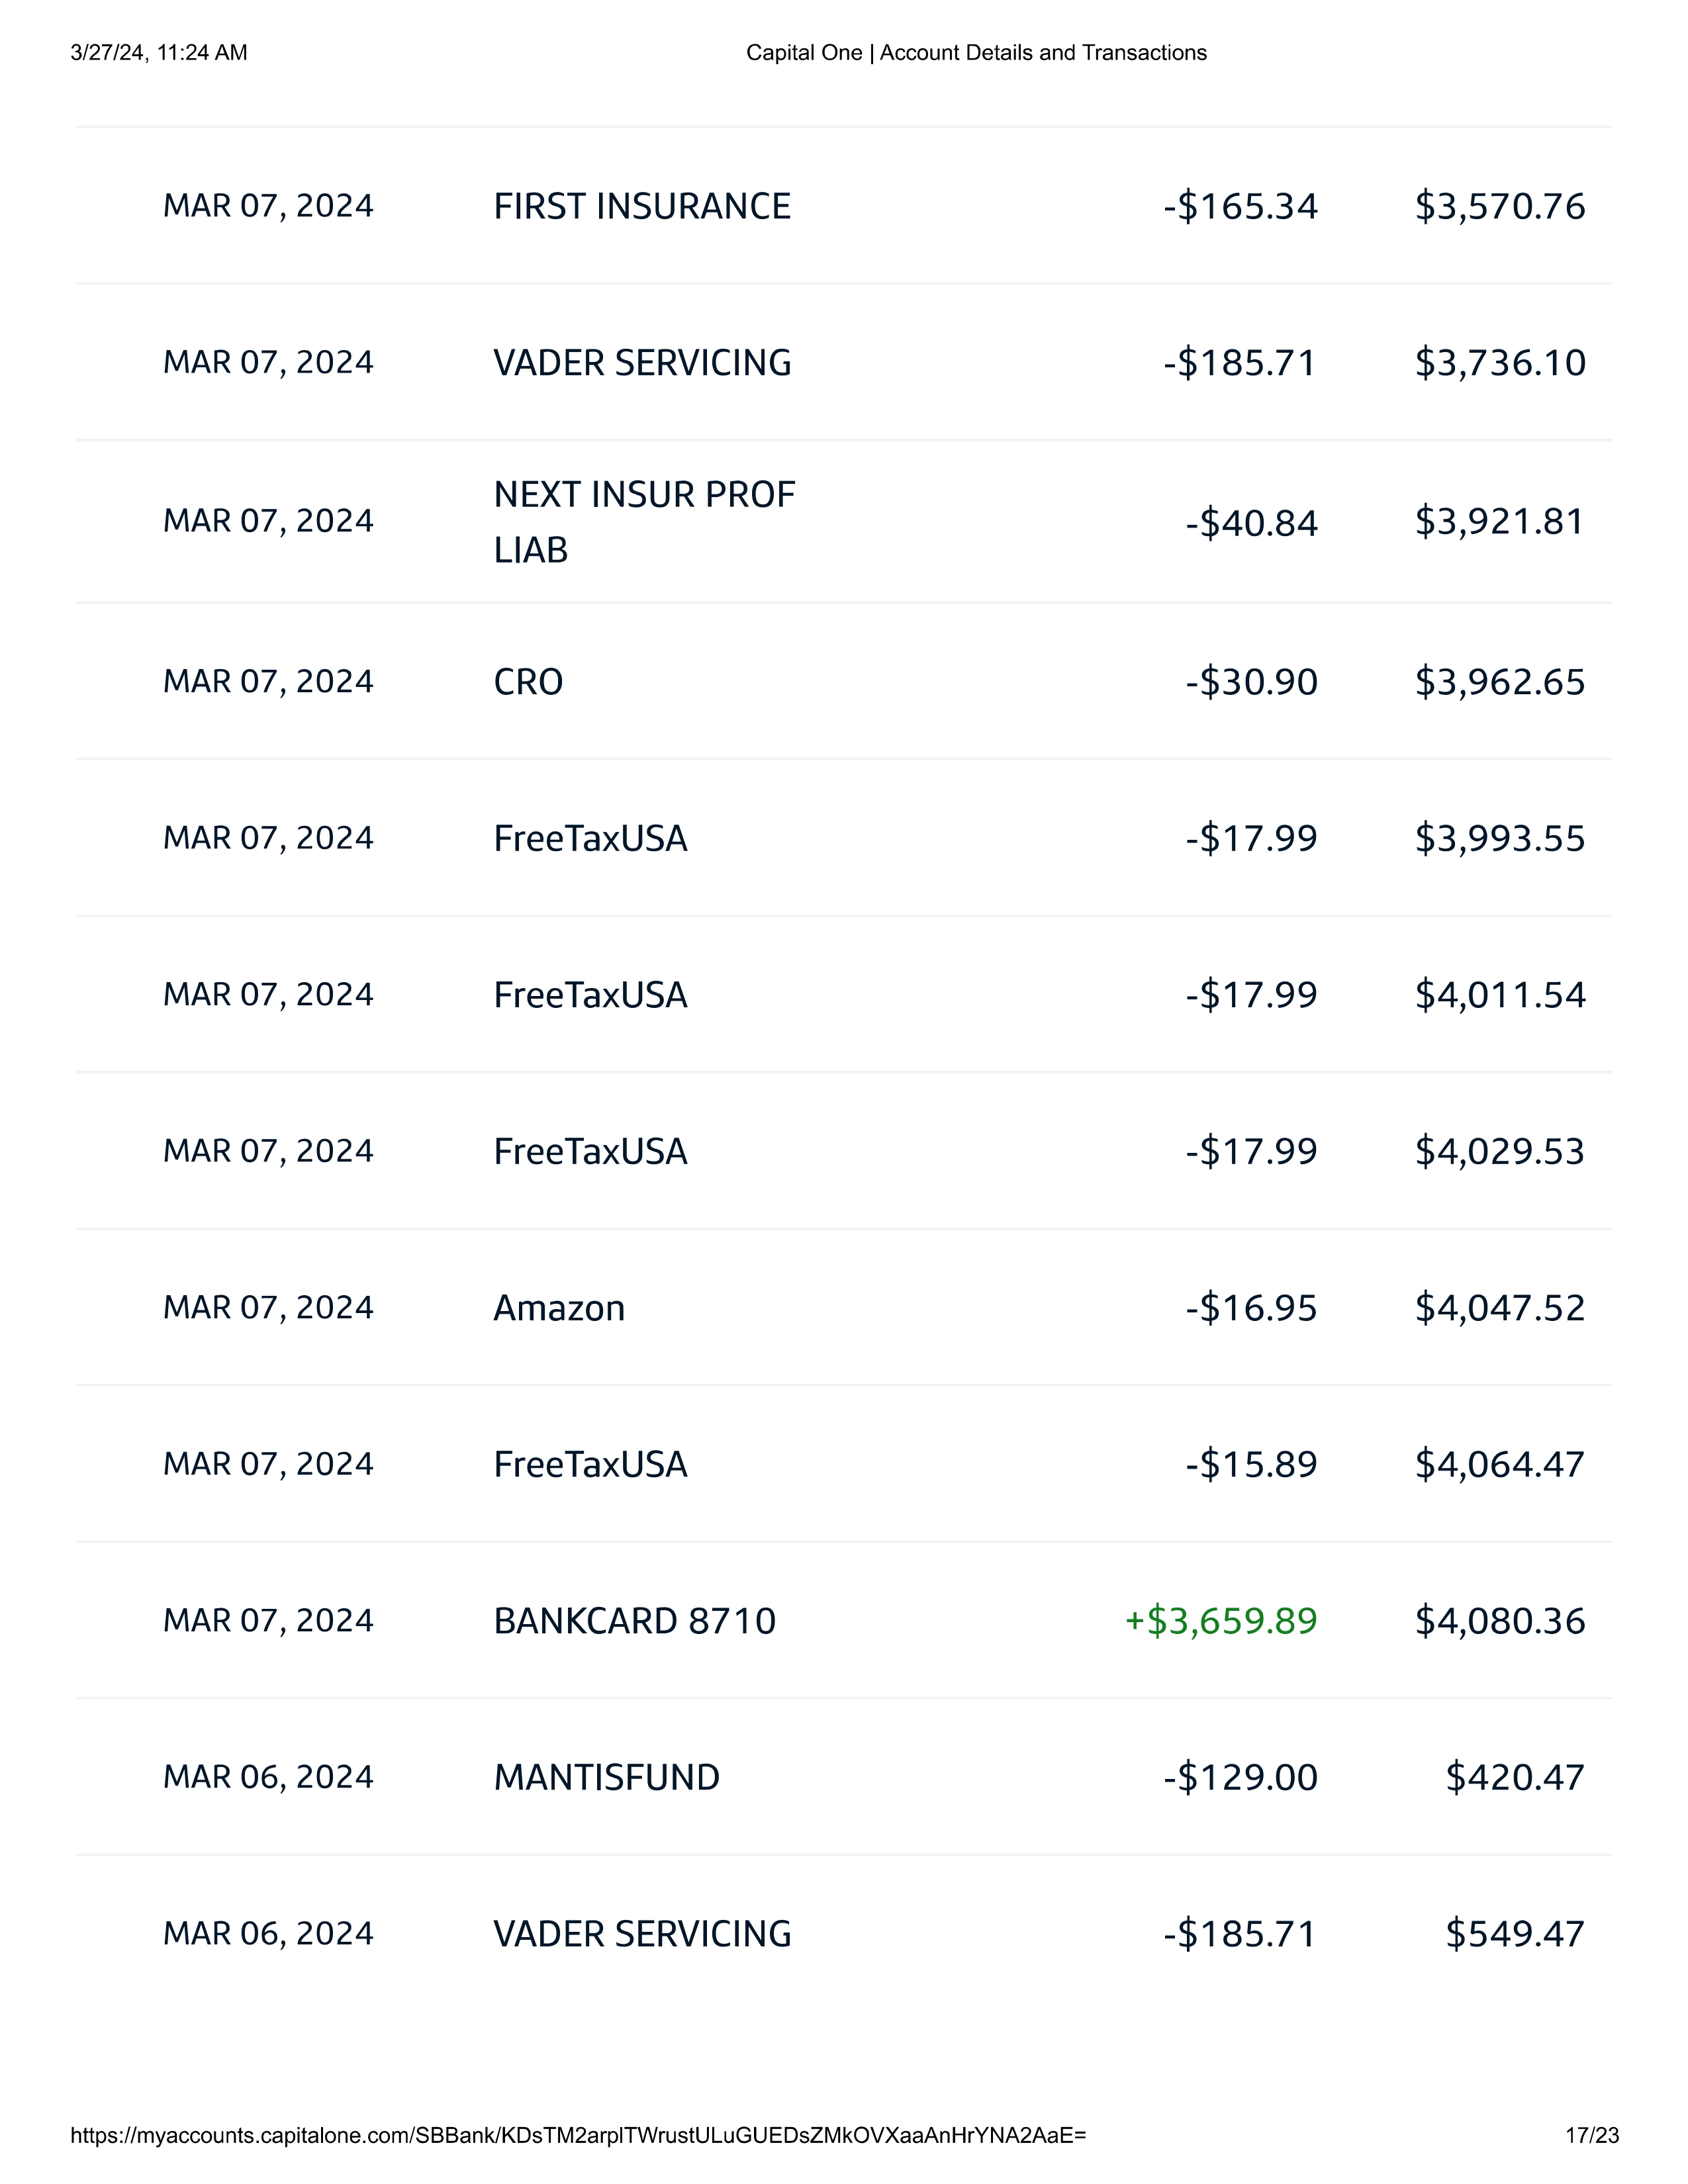 3/27/24, 11:24 AM Capital One | Account Details and Transactions
MAR 07, 2024 FIRST INSURANCE -$165.34 $3,570.76
MAR 07, 2024 VADER SERVICING -$185.71 $3,736.10
MAR 07, 2024 NEXT INSUR PROF -$40.84 $3,921.81
LIAB
MAR 07, 2024 CRO -$30.90 $3,962.65
MAR 07, 2024 FreeTaxUSA -$17.99 $3,993.55
MAR 07, 2024 FreeTaxUSA -$17.99 $4,011.54
MAR 07, 2024 FreeTaxUSA -$17.99 $4,029.53
MAR 07, 2024 Amazon -$16.95 $4,047.52
MAR 07, 2024 FreeTaxUSA -$15.89 $4,064.47
MAR 07, 2024 BANKCARD 8710 +$3,659.89 $4,080.36
MAR 06, 2024 MANTISFUND -$129.00 $420.47
MAR 06, 2024 VADER SERVICING -$185.71 $549.47
https://myaccounts.capitalone.com/SBBank/KDsTM2arpITWrustULuGUEDsZMkOVXaaAnHrYNA2AaE= 17/23